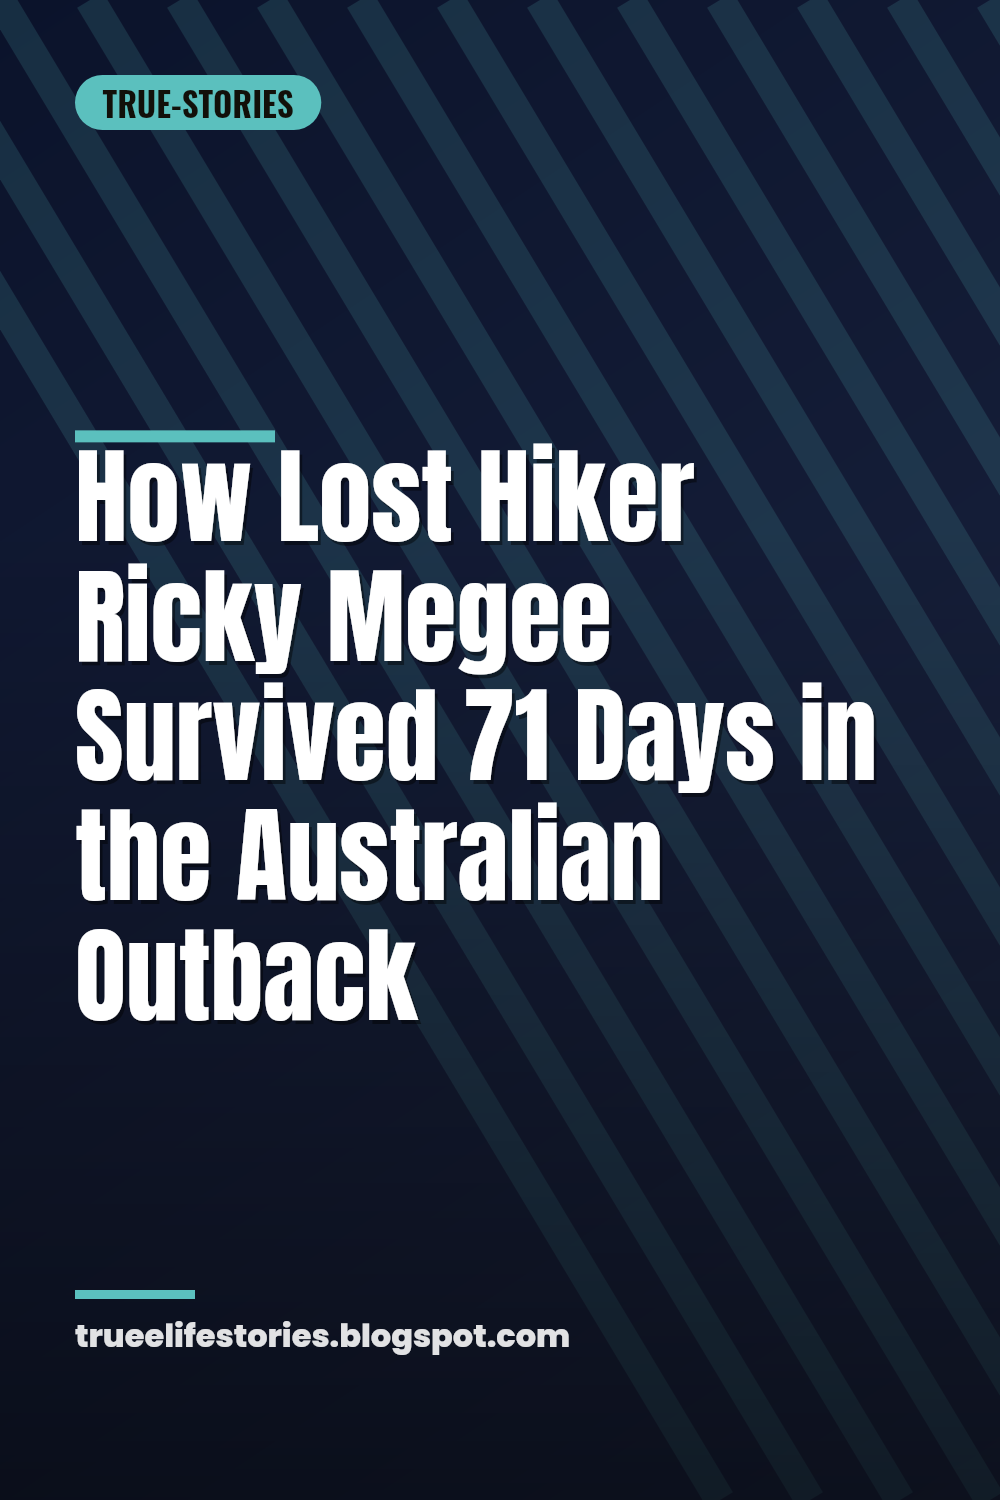 TRUE-STORIES
How Lost Hiker
Ricky Megee
Survived 71 Days in
the Australian
Outback
trueelifestories.blogspot.com